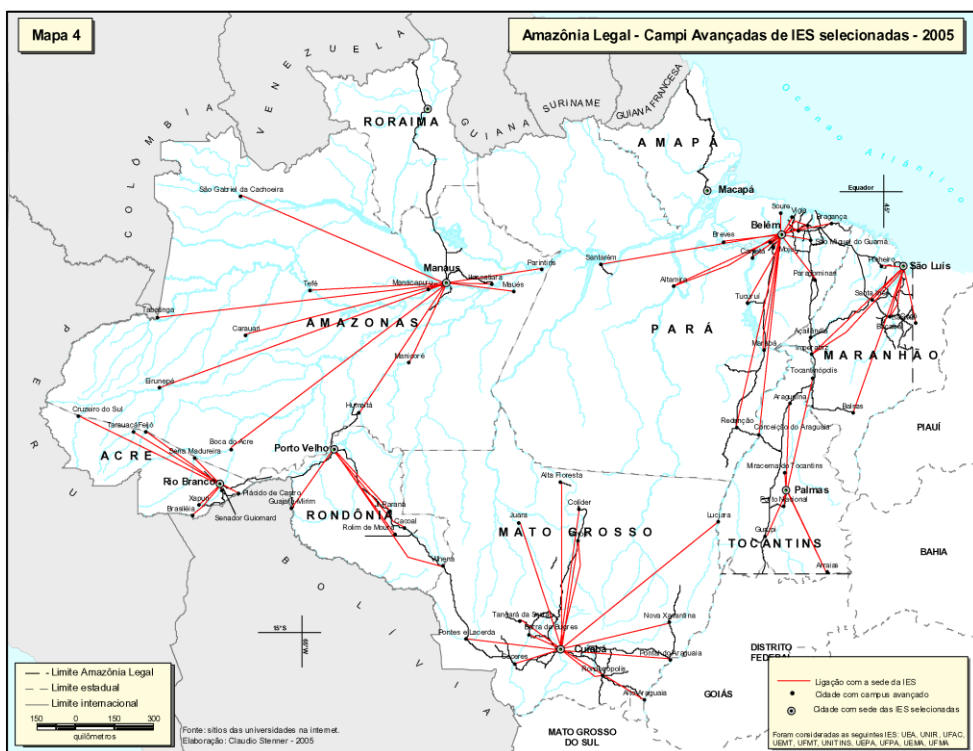 Mapa 4
Amazônia Legal - Campi Avançadas de IES selecionadas - 2005
VENEZUELA
COLÔMBIA
GUIANA
SURINAME
GUIANA FRANCESA
Oceano Atlântico
RORAIMA
AMAPÁ
Macapá
Equador
45°
São Gabriel da Cachoeira
Soure
Vigia
Bragança
Belém
Breves
São Miguel do Guamá
Cametá
Moju
Santarém
Parintins
Pinheiro
São Luís
Manaus
Itacoatiara
Manacapuru
Maués
Tefé
Altamira
Paragominas
Tucuruí
Santa Inês
Tabatinga
AMAZONAS
Carauari
PARÁ
Açailândia
Bacabal
Marabá
Imperatriz
MARANHÃO
Manicoré
Tocantinópolis
Eirunepé
Araguaína
Humaitá
Balsas
Cruzeiro do Sul
PERU
Tarauacá
Feijó
Redenção
Conceição do Araguaia
PIAUÍ
Boca do Acre
Porto Velho
ACRE
Sena Madureira
Miracema do Tocantins
Alta Floresta
Rio Branco
Plácido de Castro
Palmas
Xapuri
Guajará-Mirim
Porto Nacional
Colíder
Senador Guiomard
RONDÔNIA
Juára
Luciara
Brasiléia
Cacoal
Rolim de Moura
MATO GROSSO
Gurupi
TOCANTINS
BAHIA
Vilhena
Arraias
BOLÍVIA
Tangará da Serra
Nova Xavantina
Barra do Bugres
15°S
60°W
Pontes e Lacerda
Cuiabá
Pontal do Araguaia
DISTRITO
FEDERAL
Cáceres
Rondonópolis
Alto Araguaia
GOIÁS
MATO GROSSO
DO SUL
Limite Amazônia Legal
Limite estadual
Limite internacional
150 0 150 300
quilômetros
Fonte: sítios das universidades na internet.
Elaboração: Claudio Stenner - 2005
Ligação com a sede da IES
Cidade com campus avançado
Cidade com sede das IES selecionadas
Foram consideradas as seguintes IES: UEA, UNIR, UFAC,
UEMT, UFMT, UNITINS, UEPA, UFPA, UEMA, UFMA